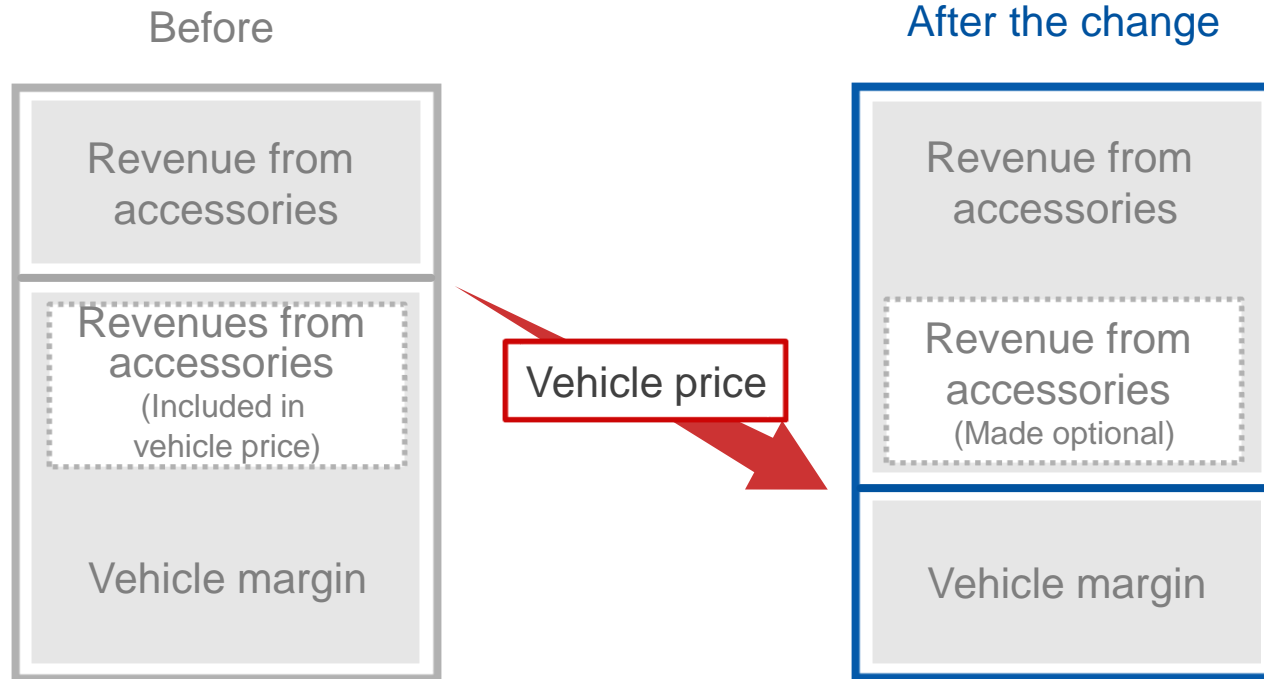 Before
Revenue from
accessories
Revenues from
accessories
(Included in
vehicle price)
Vehicle margin
Vehicle price
After the change
Revenue from
accessories
Revenue from
accessories
(Made optional)
Vehicle margin